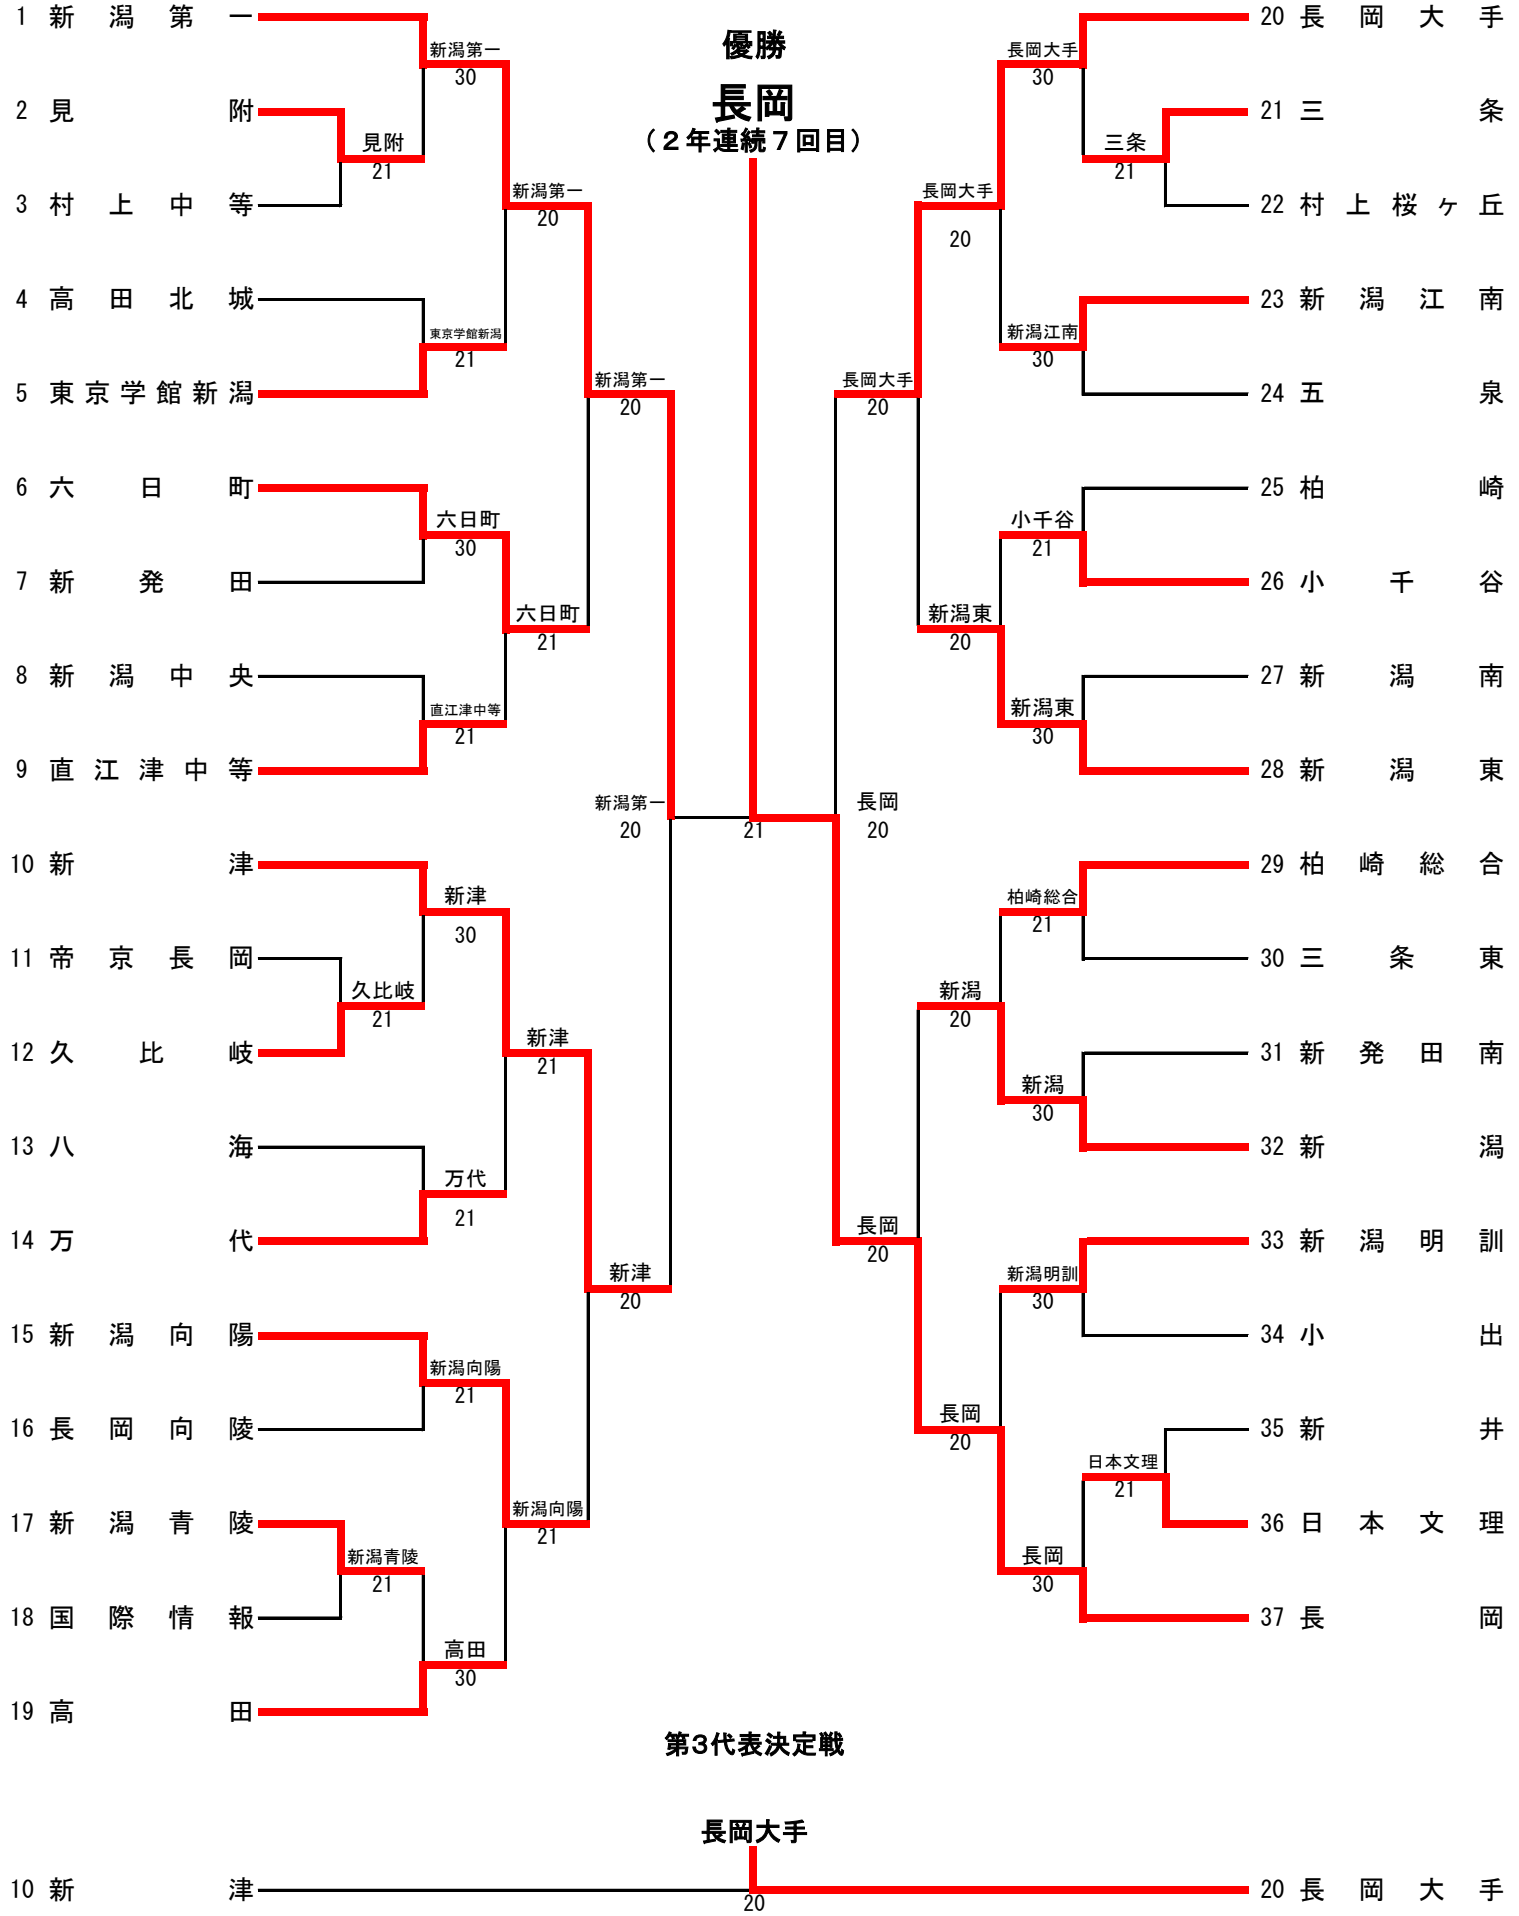 優勝
長岡
（２年連続７回目）
1 新潟第一
2 見附
3 村上中等
4 高田北城
5 東京学館新潟
6 六日町
7 新発田
8 新潟中央
9 直江津中等
10 新津
11 帝京長岡
12 久比岐
13 八海
14 万代
15 新潟向陽
16 長岡向陵
17 新潟青陵
18 国際情報
19 高田
見附
21
久比岐
21
新潟青陵
21
新潟第一
30
東京学館新潟
21
六日町
30
直江津中等
21
新津
30
万代
21
新潟向陽
21
高田
30
新潟第一
20
六日町
21
新津
21
新潟向陽
21
新潟第一
20
新津
20
新潟第一
20
21
長岡
20
長岡大手
20
長岡
20
長岡大手
20
新潟東
20
新潟
20
長岡
20
長岡大手
30
新潟江南
30
小千谷
21
新潟東
30
柏崎総合
21
新潟
30
新潟明訓
30
長岡
30
三条
21
日本文理
21
20 長岡大手
21 三条
22 村上桜ヶ丘
23 新潟江南
24 五泉
25 柏崎
26 小千谷
27 新潟南
28 新潟東
29 柏崎総合
30 三条東
31 新発田南
32 新潟
33 新潟明訓
34 小出
35 新井
36 日本文理
37 長岡
第3代表決定戦
長岡大手
10 新津
20
20 長岡大手